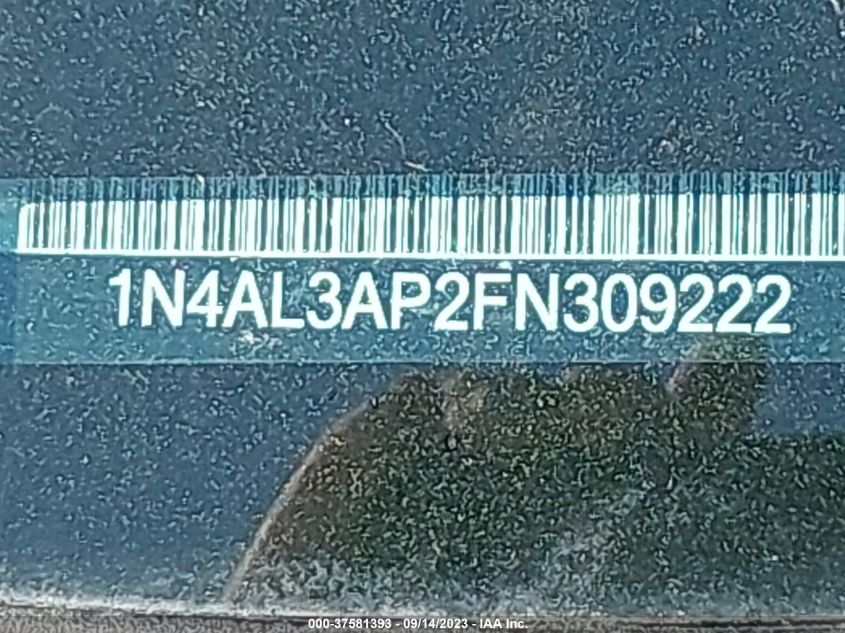 1N4AL3AP2FN309222
000-37581393 - 09/14/2023 - IAA Inc.